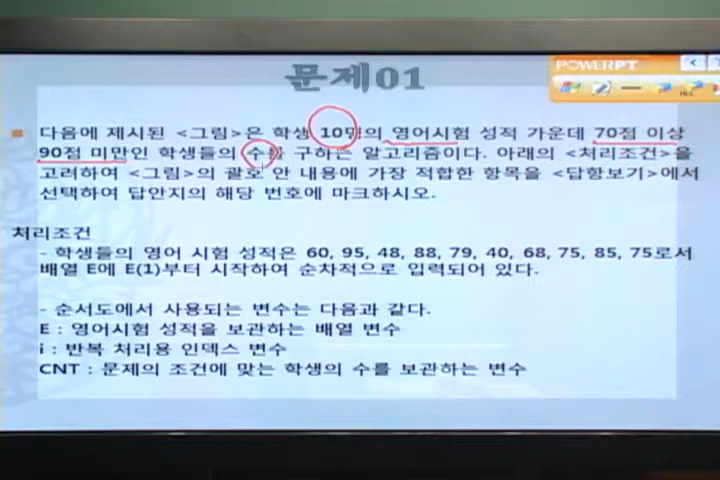 문제01
POWERPT
다음에 제시된 <그림>은 학생 10명의 영어시험 성적 가운데 70점 이상
90점 미만인 학생들의 수를 구하는 알고리즘이다. 아래의 <처리조건>을
고려하여 <그림>의 괄호 안 내용에 가장 적합한 항목을 <답항보기>에서
선택하여 답안지의 해당 번호에 마크하시오.
처리조건
- 학생들의 영어 시험 성적은 60, 95, 48, 88, 79, 40, 68, 75, 85, 75로서
배열 E에 E(1)부터 시작하여 순차적으로 입력되어 있다.
- 순서도에서 사용되는 변수는 다음과 같다.
E : 영어시험 성적을 보관하는 배열 변수
i : 반복 처리용 인덱스 변수
CNT : 문제의 조건에 맞는 학생의 수를 보관하는 변수